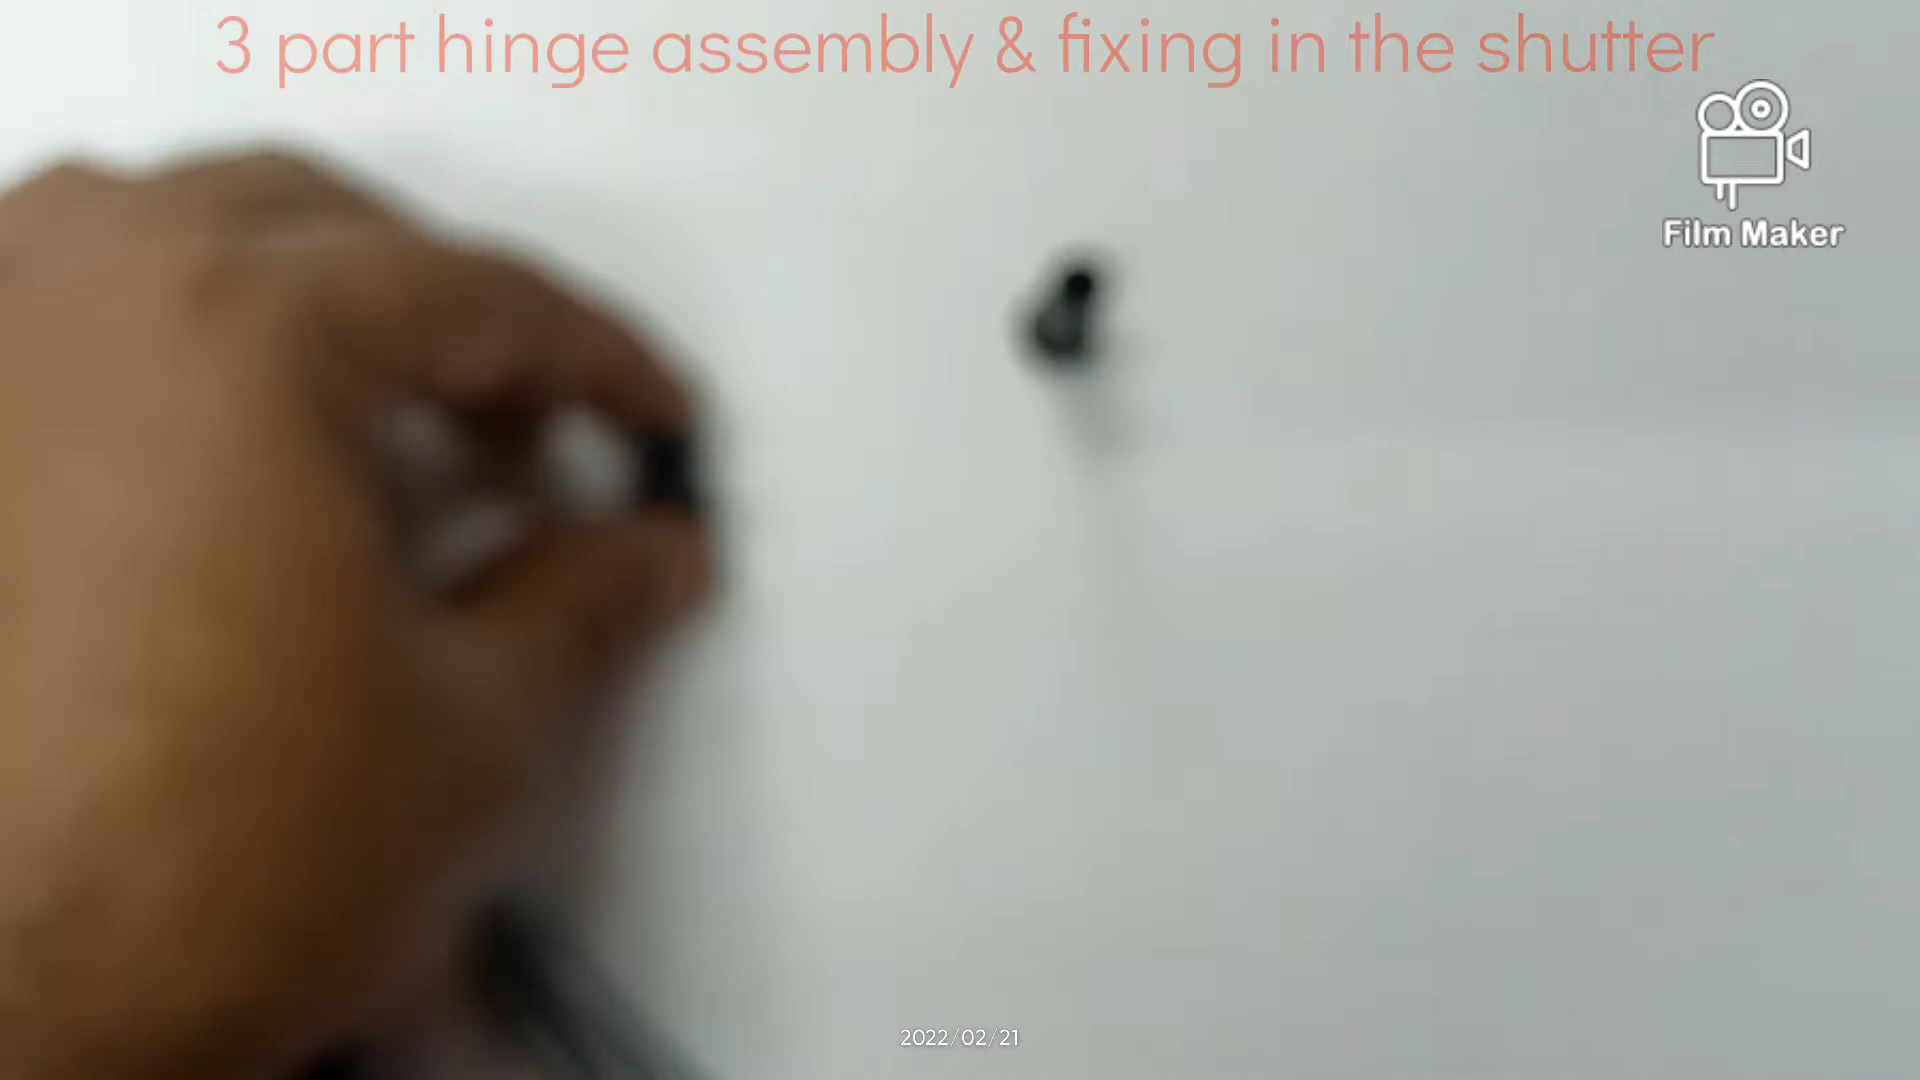 3 part hinge assembly & fixing in the shutter
Film Maker
2022/02/21